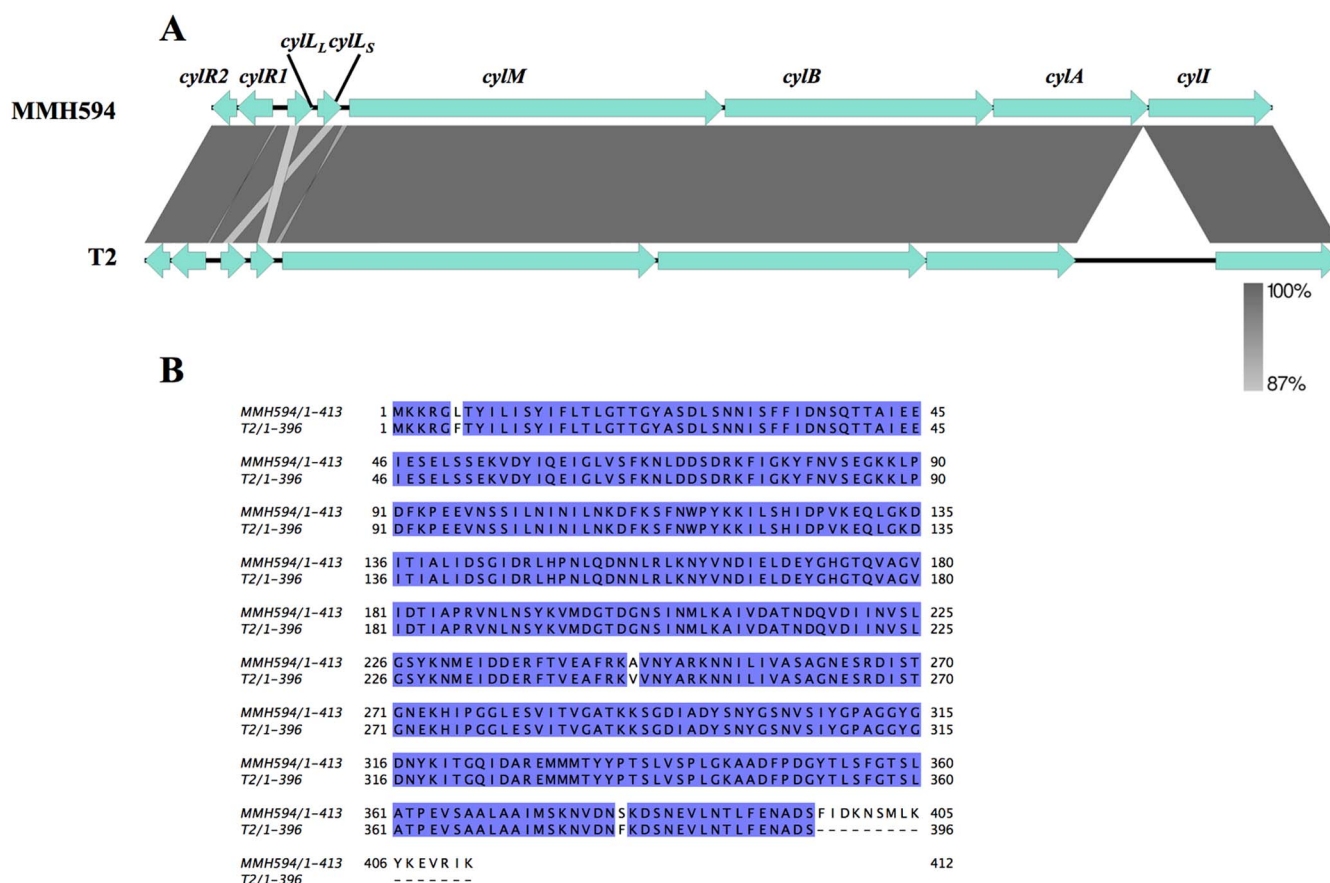 A
cylL_L cylL_S
cylR2 cylR1 cylM cylB cylA cylI
MMH594
T2
100%
87%
B
MMH594/1-413 1 MKKRGLTYILISYIFLTLGTTGYASDLSNNISFFIDNSQTTAIEE 45
T2/1-396 1 MKKRGFTYILISYIFLTLGTTGYASDLSNNISFFIDNSQTTAIEE 45
MMH594/1-413 46 IESELSSEKVDYIQEIGLVSFKNLDDSDRKFIGKYFNVSEGKKLP 90
T2/1-396 46 IESELSSEKVDYIQEIGLVSFKNLDDSDRKFIGKYFNVSEGKKLP 90
MMH594/1-413 91 DFKPEEVNSSILNINILNKDFKSFNWPYKKILSHIDPVKEQLGKD 135
T2/1-396 91 DFKPEEVNSSILNINILNKDFKSFNWPYKKILSHIDPVKEQLGKD 135
MMH594/1-413 136 ITIALIDSGIDRLHPNLQDNNLRLKNYVNDIELDEYGHGTQVAGV 180
T2/1-396 136 ITIALIDSGIDRLHPNLQDNNLRLKNYVNDIELDEYGHGTQVAGV 180
MMH594/1-413 181 IDTIAPRVNLNSYKVMDGTDGNSINMLKAIVDATNDQVDIINVSL 225
T2/1-396 181 IDTIAPRVNLNSYKVMDGTDGNSINMLKAIVDATNDQVDIINVSL 225
MMH594/1-413 226 GSYKNMEIDDERFTVEAFRKAVNYARKNNILIVASAGNESRDIST 270
T2/1-396 226 GSYKNMEIDDERFTVEAFRKVVNYARKNNILIVASAGNESRDIST 270
MMH594/1-413 271 GNEKHIPGGLESVITVGATKKSGDIADYSNYGSNVSIYGPAGGYG 315
T2/1-396 271 GNEKHIPGGLESVITVGATKKSGDIADYSNYGSNVSIYGPAGGYG 315
MMH594/1-413 316 DNYKITGQIDAREMMMTYYPTSLVSPLGKAADFPDGYTLSFGTSL 360
T2/1-396 316 DNYKITGQIDAREMMMTYYPTSLVSPLGKAADFPDGYTLSFGTSL 360
MMH594/1-413 361 ATPEVSAALAAIMSKNVDNSKDSNEVLNTLFENADSFIDKNSMLK 405
T2/1-396 361 ATPEVSAALAAIMSKNVDNFKDSNEVLNTLFENADS--------- 396
MMH594/1-413 406 YKEVRIK 412
T2/1-396 -------